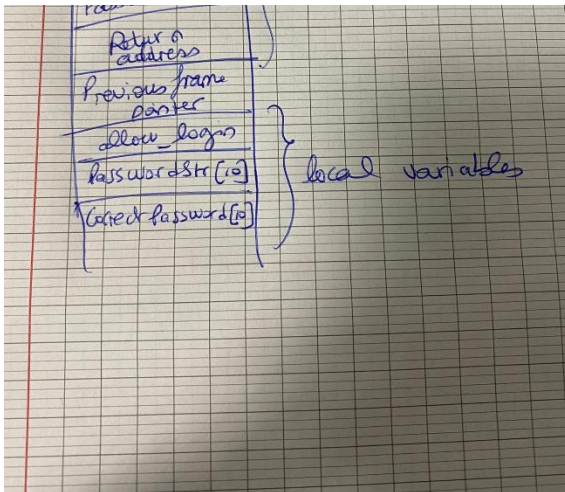 Return
address
Previous frame
pointer
allow_login
PasswordStr[10]
local variables
CorrectPassword[10]